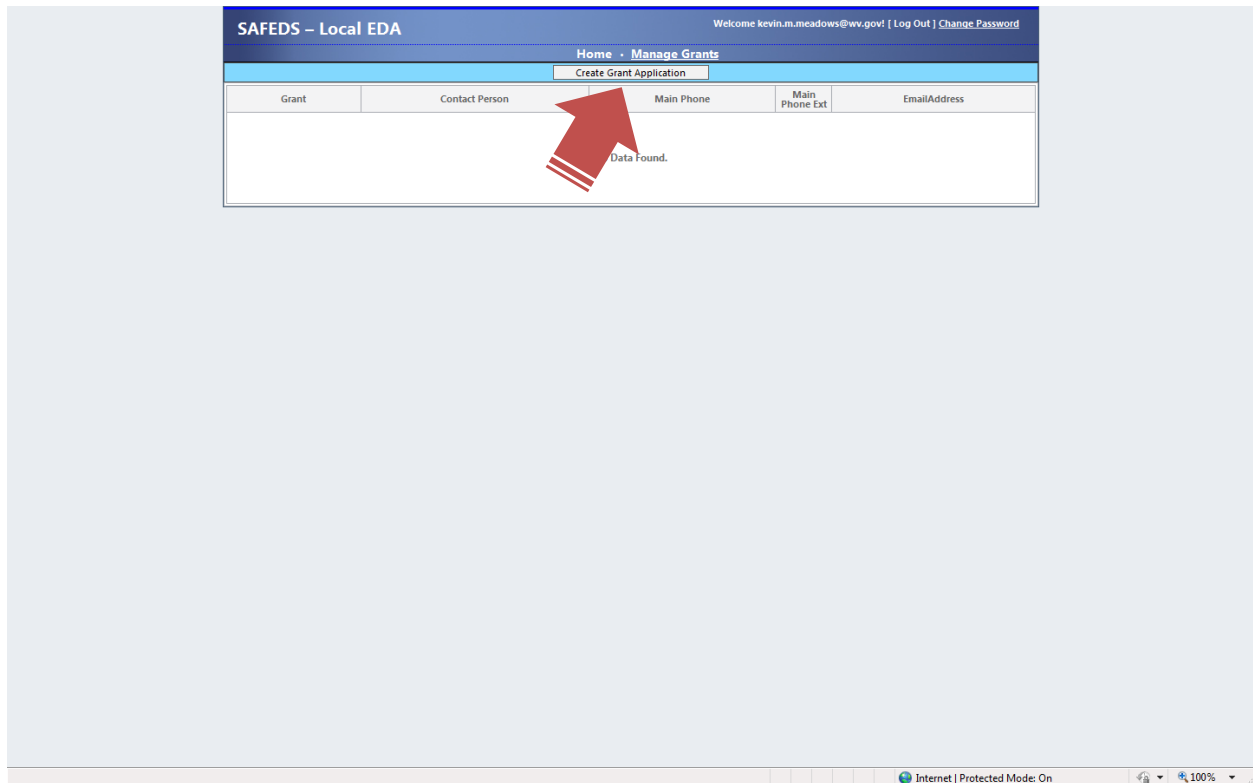 SAFEDS – Local EDA
Welcome kevin.m.meadows@wv.gov! [ Log Out ] Change Password
Home · Manage Grants
Create Grant Application
Grant
Contact Person
Main Phone
Main
Phone Ext
EmailAddress
Data Found.
Internet | Protected Mode: On
100%